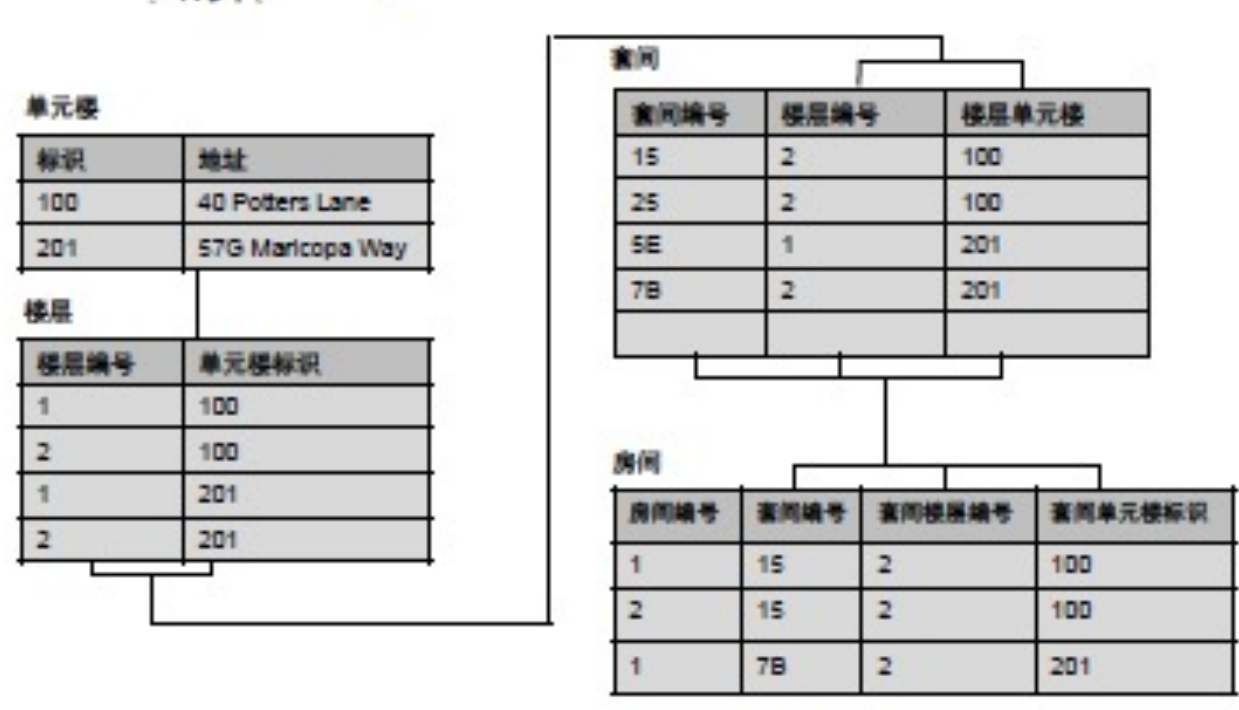 单元楼
标识 地址
100 40 Potters Lane
201 57G Maricopa Way
楼层
楼层编号 单元楼标识
1 100
2 100
1 201
2 201
套间
套间编号 楼层编号 楼层单元楼
15 2 100
25 2 100
5E 1 201
7B 2 201
房间
房间编号 套间编号 套间楼层编号 套间单元楼标识
1 15 2 100
2 15 2 100
1 7B 2 201